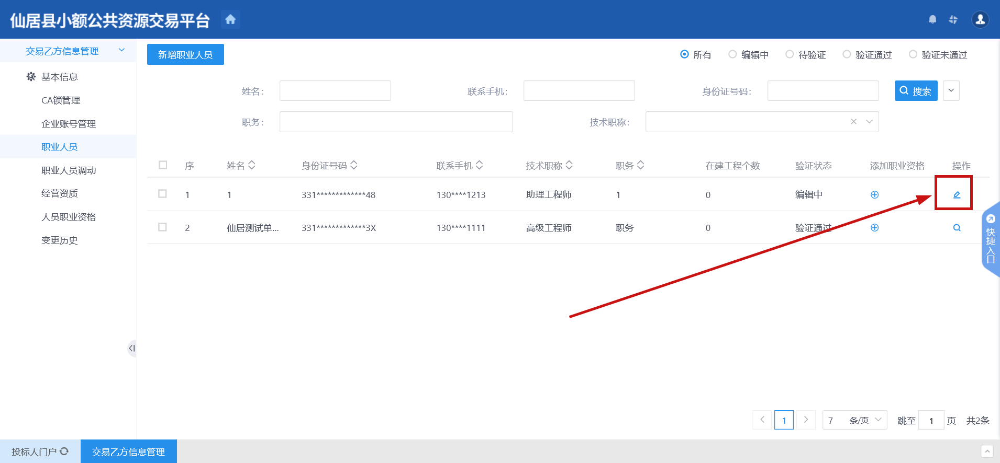 仙居县小额公共资源交易平台
交易乙方信息管理
基本信息
CA锁管理
企业账号管理
职业人员
职业人员调动
经营资质
人员职业资格
变更历史
新增职业人员 所有 编辑中 待验证 验证通过 验证未通过
姓名: 联系手机: 身份证号码: 搜索
职务: 技术职称:
序 姓名 身份证号码 联系手机 技术职称 职务 在建工程个数 验证状态 添加职业资格 操作
1 1 331*************48 130****1213 助理工程师 1 0 编辑中
2 仙居测试单... 331*************3X 130****1111 高级工程师 职务 0 验证通过
快捷入口
1 7 条/页 跳至 1 页 共2条
投标人门户 交易乙方信息管理